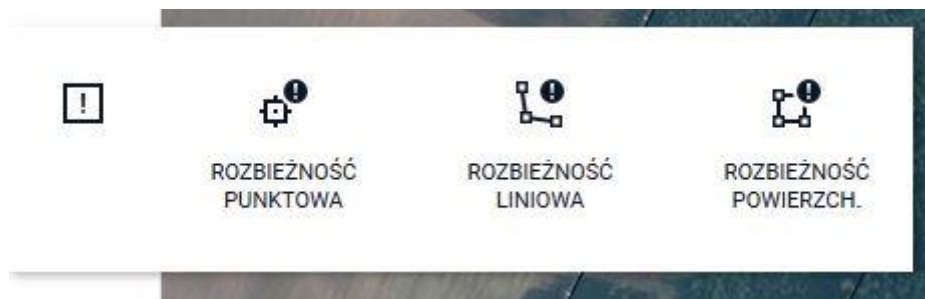 ROZBIEŻNOŚĆ
PUNKTOWA
ROZBIEŻNOŚĆ
LINIOWA
ROZBIEŻNOŚĆ
POWIERZCH.